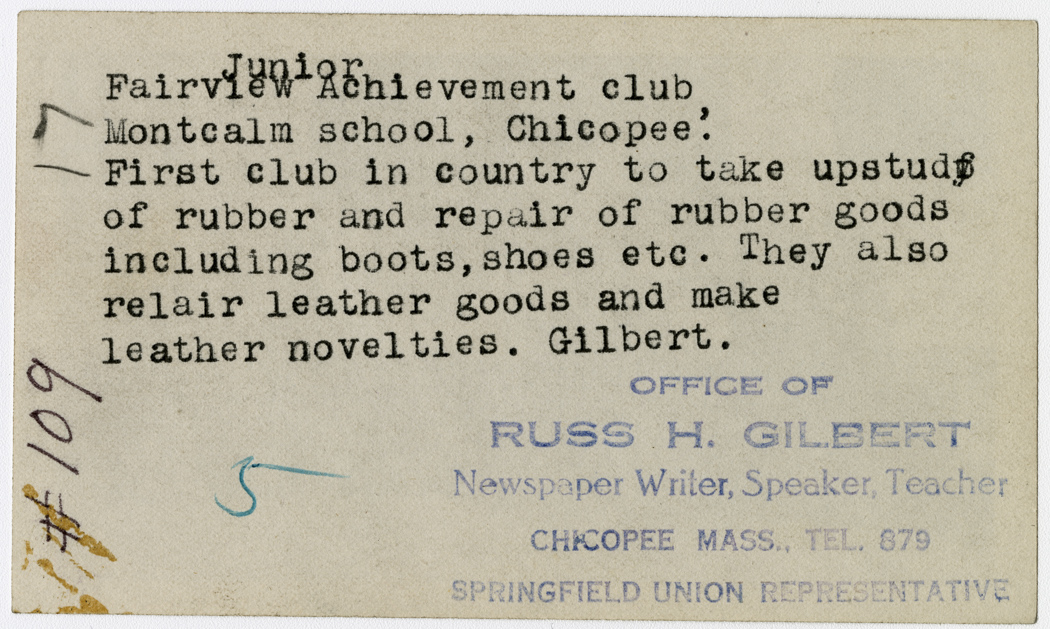 Junior
Fairview Achievement club
Montcalm school, Chicopee.'
First club in country to take upstudy
of rubber and repair of rubber goods
including boots,shoes etc. They also
relair leather goods and make
leather novelties. Gilbert.
17
#109
5
OFFICE OF
RUSS H. GILBERT
Newspaper Writer, Speaker, Teacher
CHICOPEE MASS., TEL. 879
SPRINGFIELD UNION REPRESENTATIVE